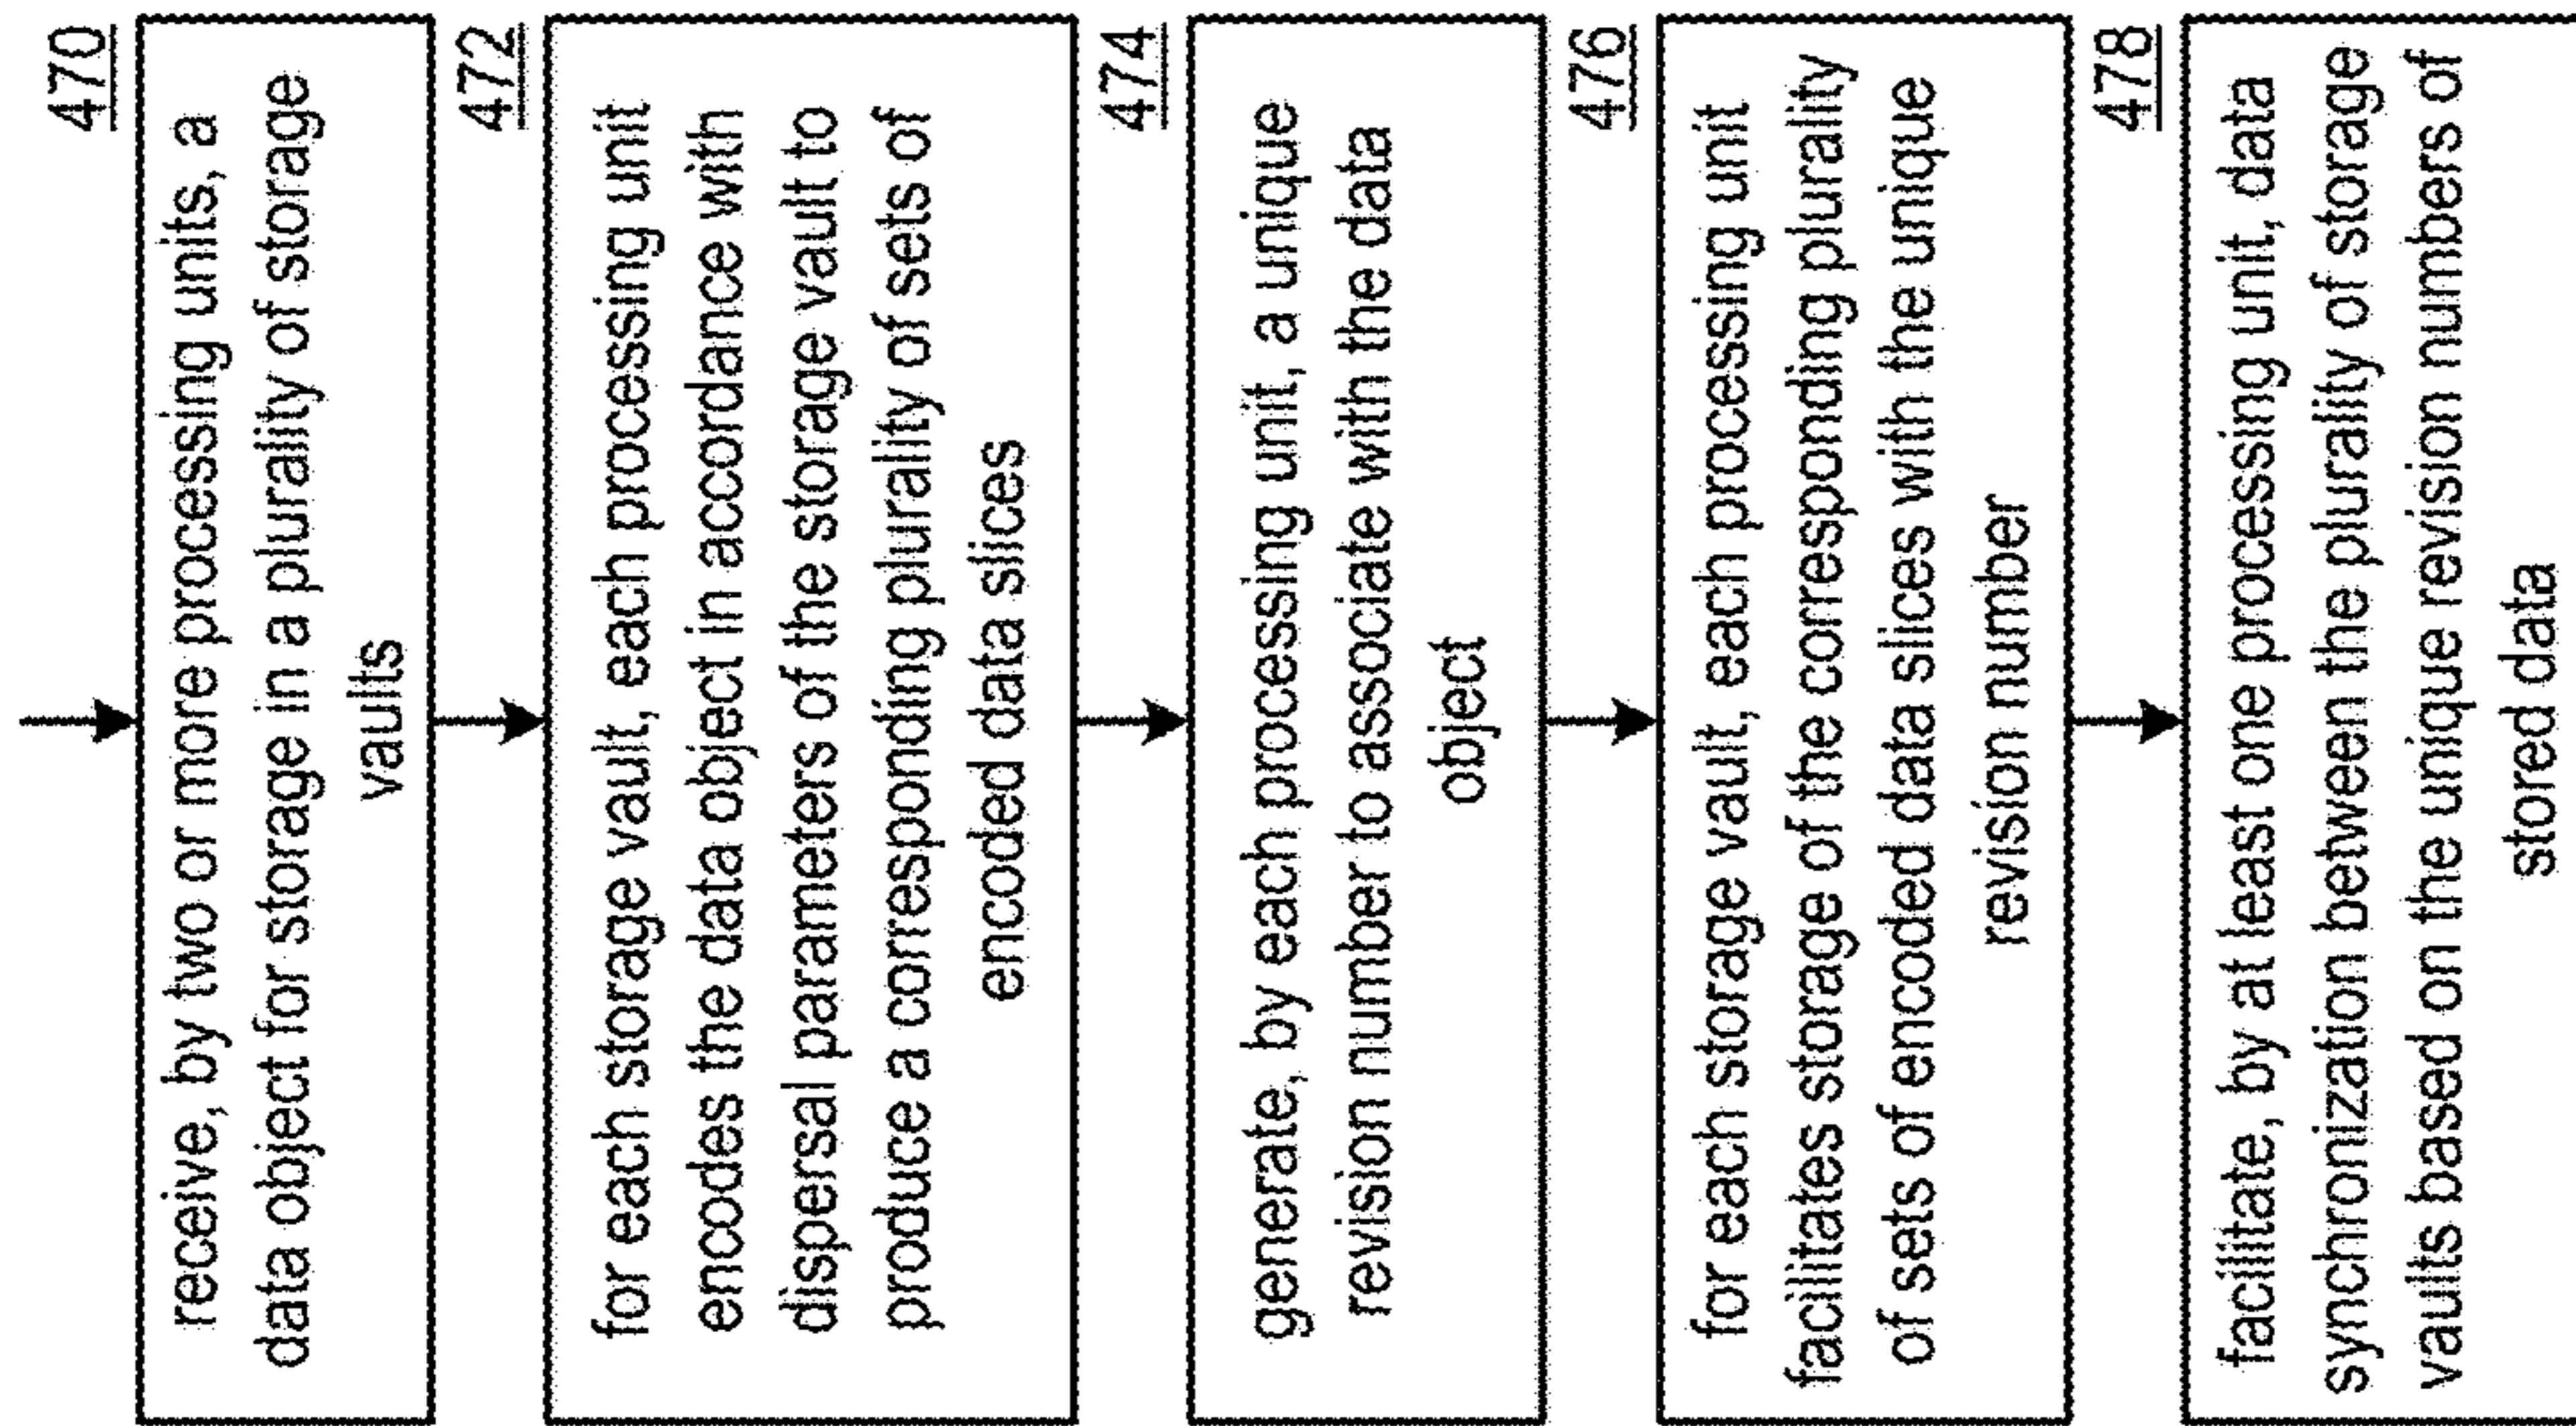 470
receive, by two or more processing units, a
data object for storage in a plurality of storage
vaults
472
for each storage vault, each processing unit
encodes the data object in accordance with
dispersal parameters of the storage vault to
produce a corresponding plurality of sets of
encoded data slices
474
generate, by each processing unit, a unique
revision number to associate with the data
object
476
for each storage vault, each processing unit
facilitates storage of the corresponding plurality
of sets of encoded data slices with the unique
revision number
478
facilitate, by at least one processing unit, data
synchronization between the plurality of storage
vaults based on the unique revision numbers of
stored data